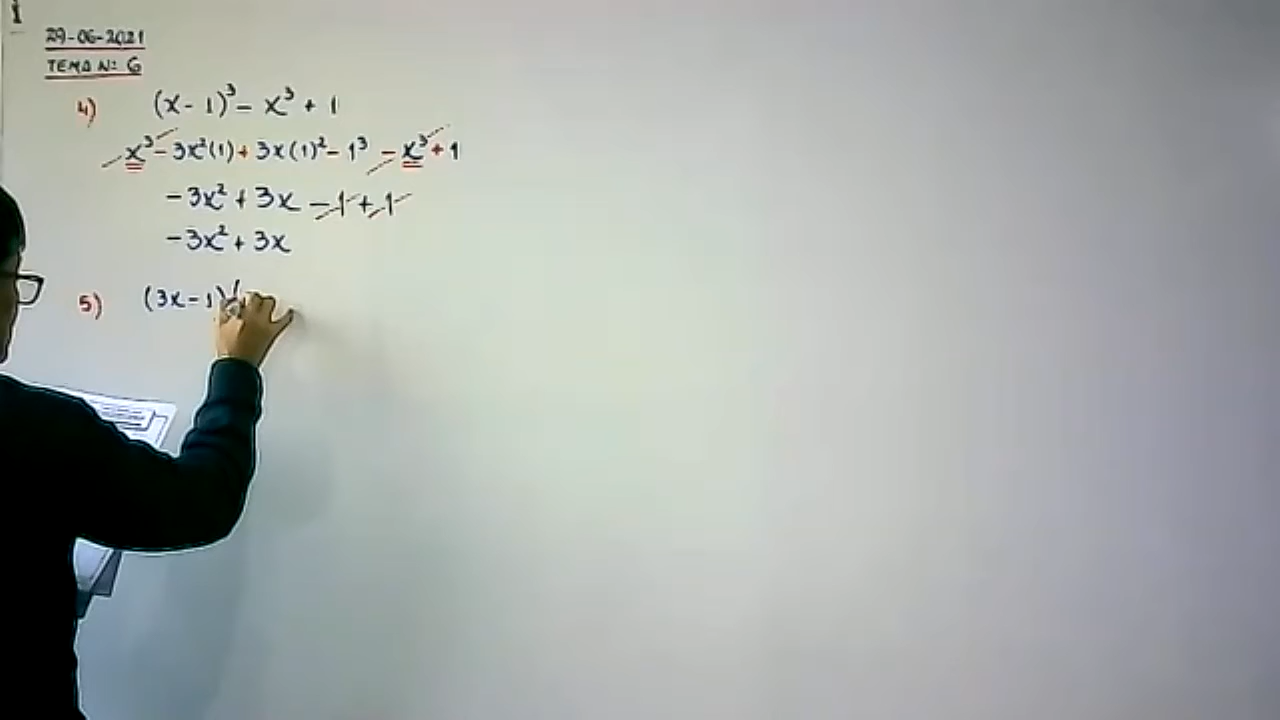 29-06-2021
TEMA N: 6
4) (x - 1)³ - x³ + 1
x³ - 3x²(1) + 3x(1)² - 1³ - x³ + 1
-3x² + 3x - 1 + 1
-3x² + 3x
5) (3x - 1)(